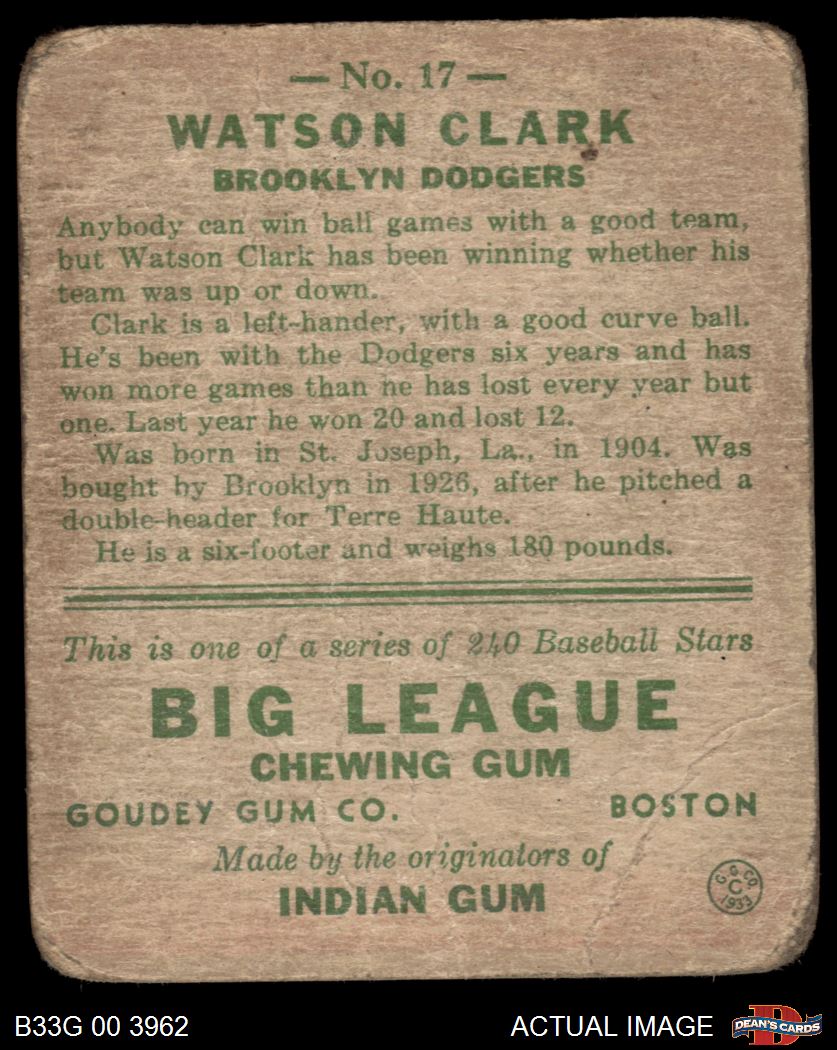 — No. 17 —
WATSON CLARK
BROOKLYN DODGERS
Anybody can win ball games with a good team,
but Watson Clark has been winning whether his
team was up or down.
Clark is a left-hander, with a good curve ball.
He's been with the Dodgers six years and has
won more games than he has lost every year but
one. Last year he won 20 and lost 12.
Was born in St. Joseph, La., in 1904. Was
bought by Brooklyn in 1926, after he pitched a
double-header for Terre Haute.
He is a six-footer and weighs 180 pounds.
This is one of a series of 240 Baseball Stars
BIG LEAGUE
CHEWING GUM
GOUDEY GUM CO. BOSTON
Made by the originators of
INDIAN GUM
G. G. CO.
C
1933
B33G 00 3962 ACTUAL IMAGE
D
DEAN'S CARDS